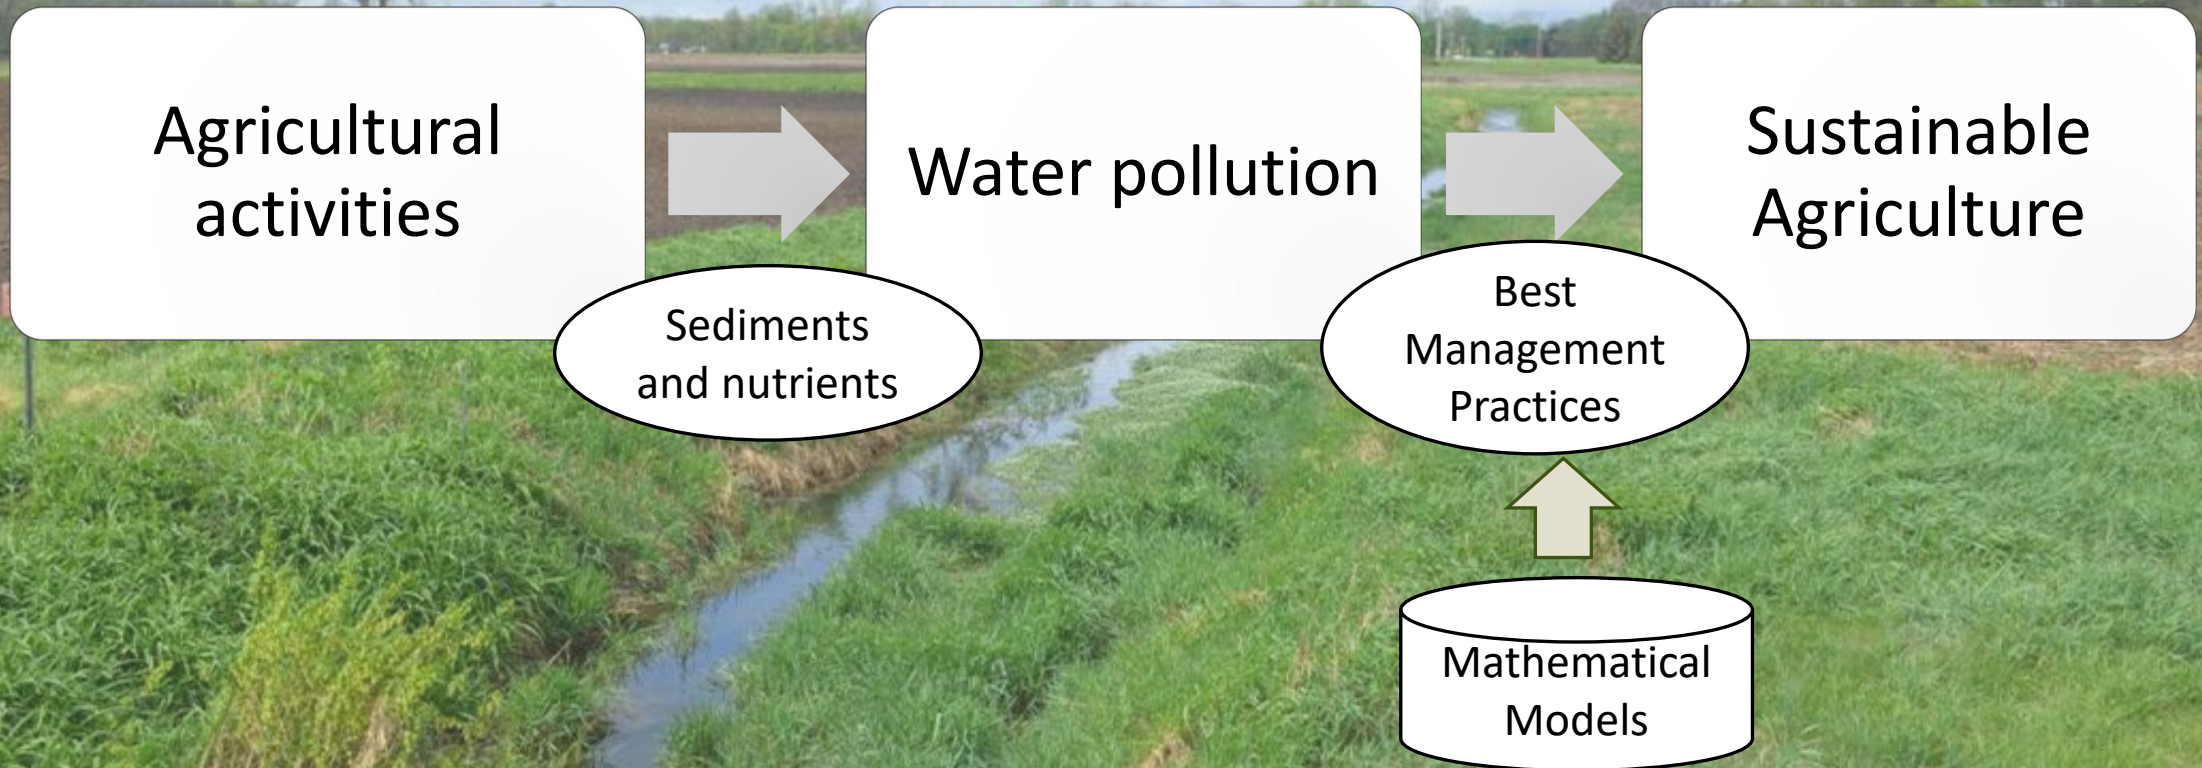 Agricultural
activities
Water pollution
Sustainable
Agriculture
Sediments
and nutrients
Best
Management
Practices
Mathematical
Models